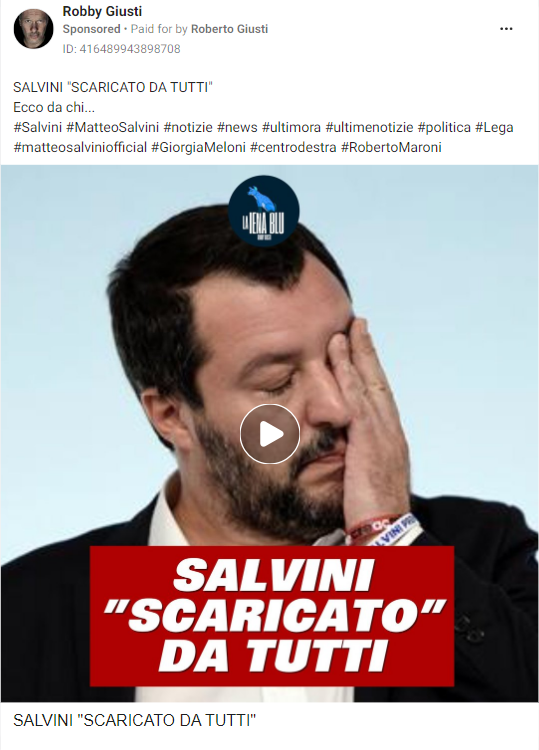 Robby Giusti
Sponsored • Paid for by Roberto Giusti
ID: 416489943898708
SALVINI "SCARICATO DA TUTTI"
Ecco da chi...
#Salvini #MatteoSalvini #notizie #news #ultimora #ultimenotizie #politica #Lega
#matteosalviniofficial #GiorgiaMeloni #centrodestra #RobertoMaroni
LA IENA BLU
SALVINI
"SCARICATO"
DA TUTTI
SALVINI "SCARICATO DA TUTTI"